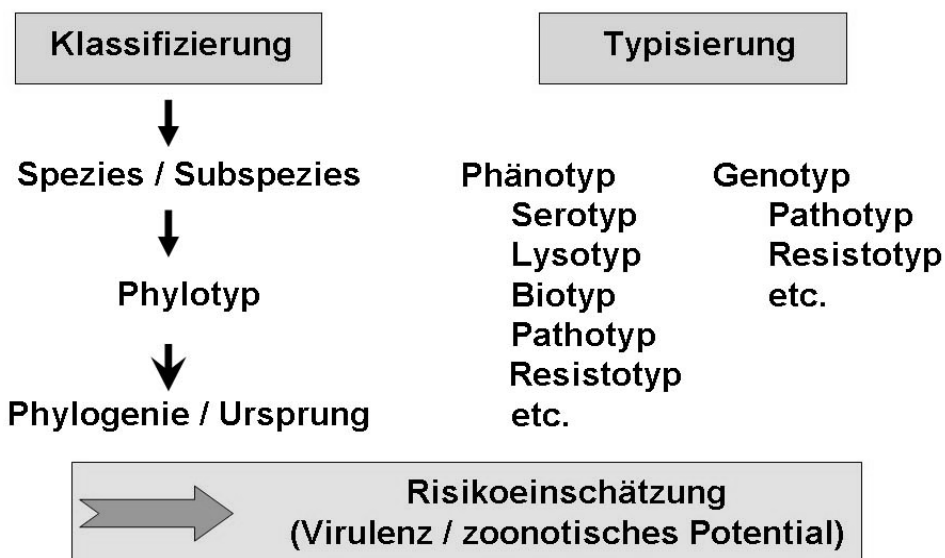 Klassifizierung
Typisierung
Spezies / Subspezies
Phylotyp
Phylogenie / Ursprung
Phänotyp
Serotyp
Lysotyp
Biotyp
Pathotyp
Resistotyp
etc.
Genotyp
Pathotyp
Resistotyp
etc.
Risikoeinschätzung
(Virulenz / zoonotisches Potential)